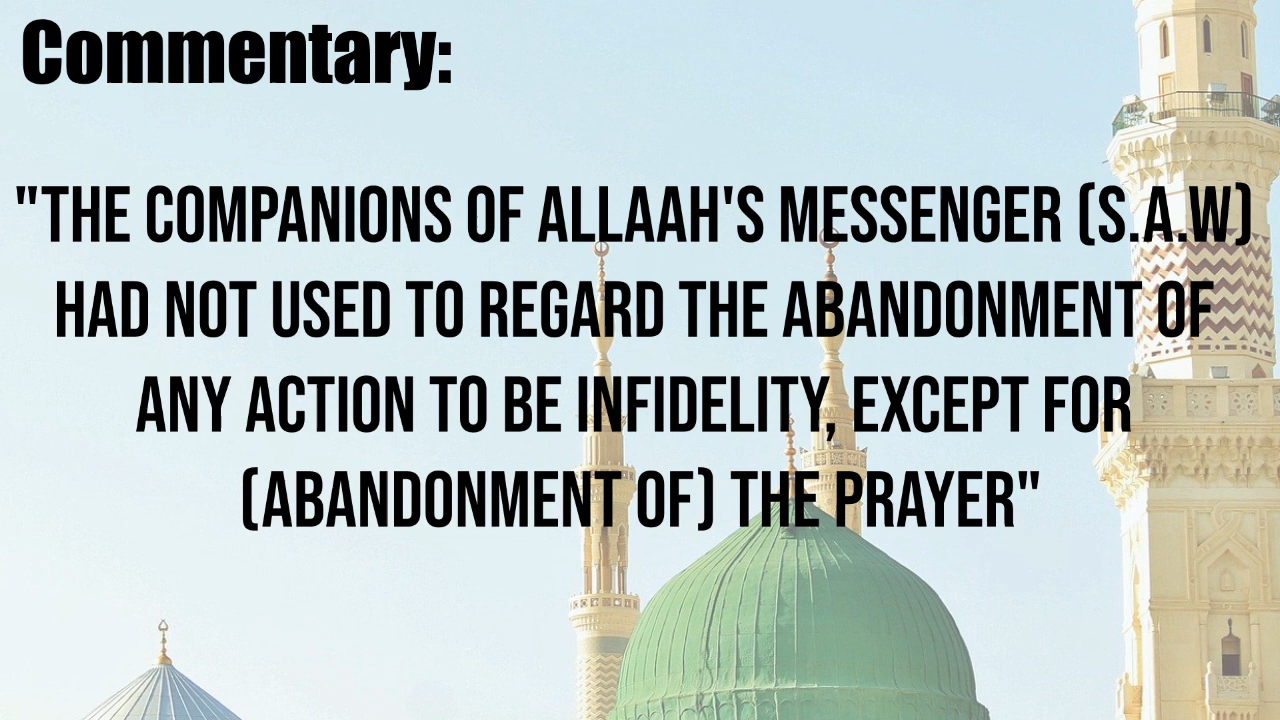 Commentary:
"THE COMPANIONS OF ALLAAH'S MESSENGER (S.A.W)
HAD NOT USED TO REGARD THE ABANDONMENT OF
ANY ACTION TO BE INFIDELITY, EXCEPT FOR
(ABANDONMENT OF) THE PRAYER"